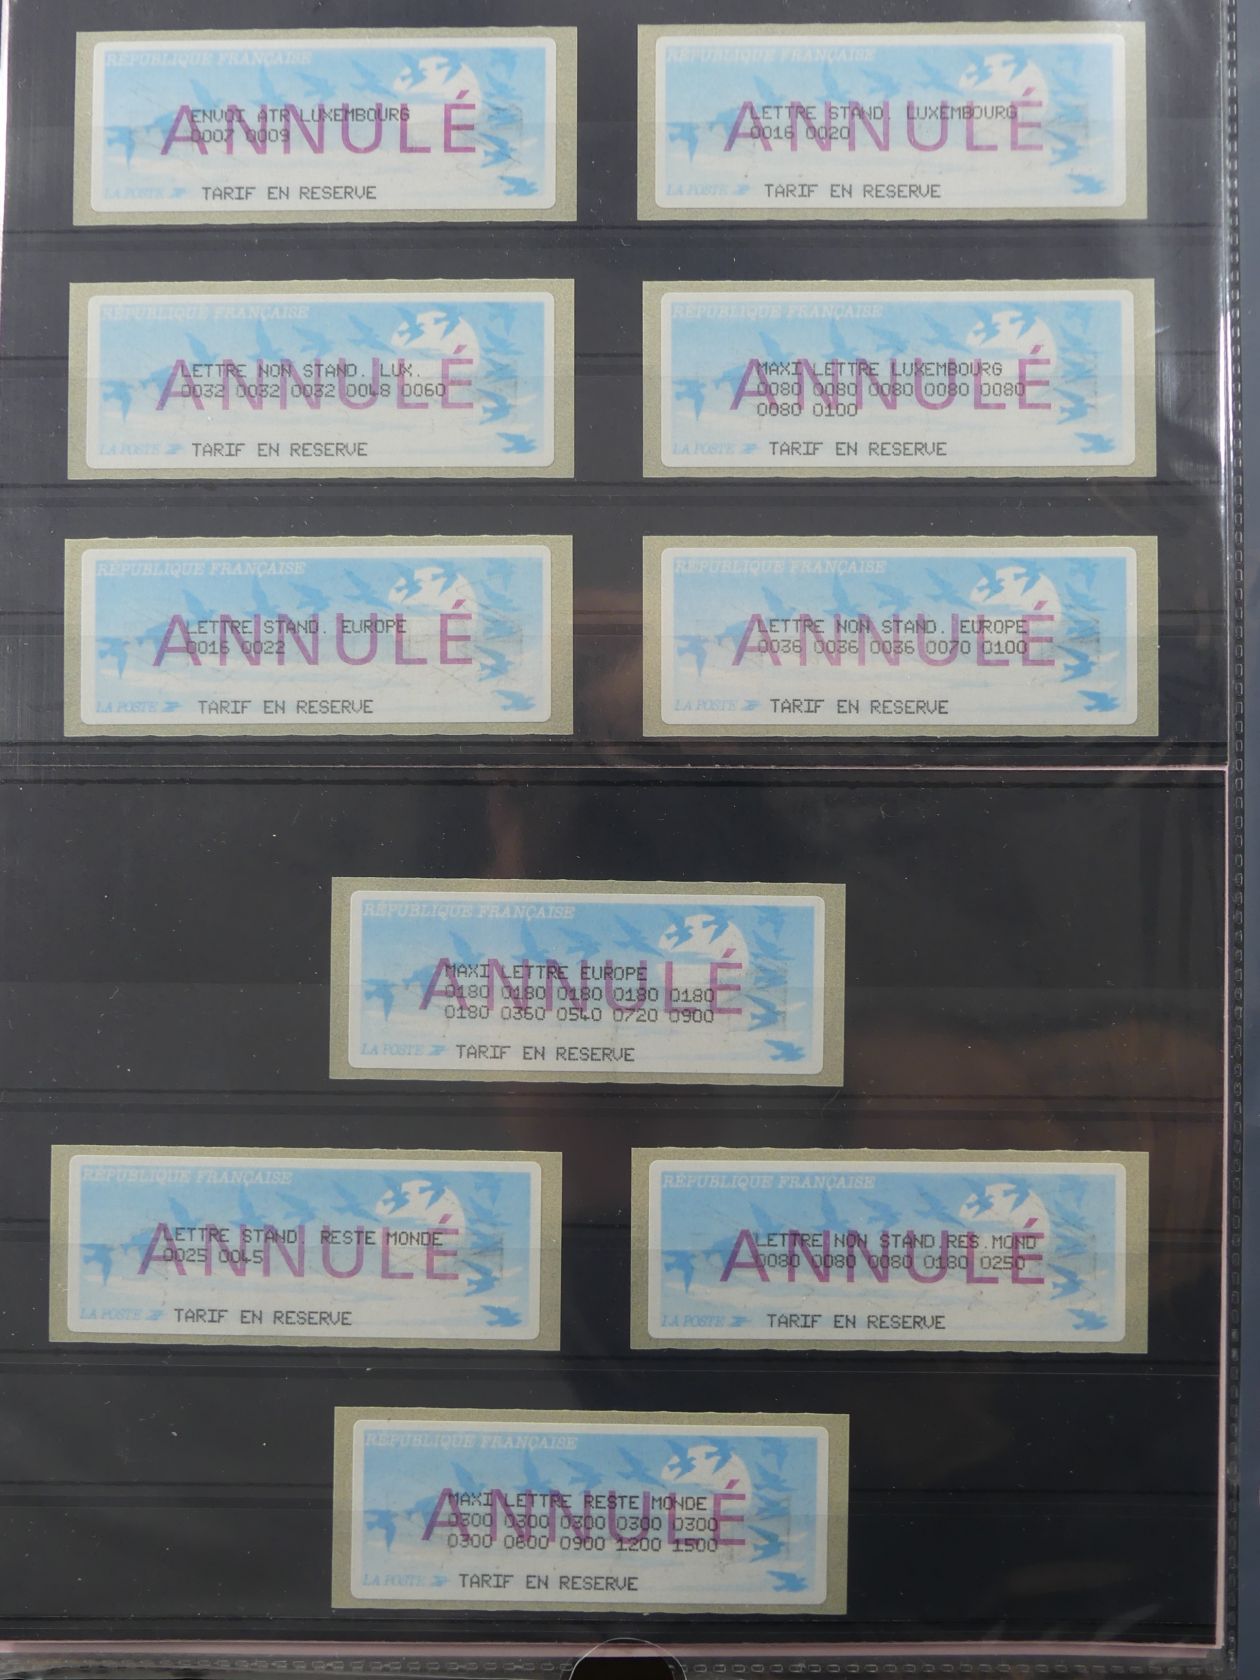 RÉPUBLIQUE FRANÇAISE
ANNULÉ
ENVOI ATR LUXEMBOURG
0007 0009
LA POSTE TARIF EN RESERVE
RÉPUBLIQUE FRANÇAISE
ANNULÉ
LETTRE STAND. LUXEMBOURG
0016 0020
LA POSTE TARIF EN RESERVE
RÉPUBLIQUE FRANÇAISE
ANNULÉ
LETTRE NON STAND. LUX.
0032 0032 0032 0048 0060
LA POSTE TARIF EN RESERVE
RÉPUBLIQUE FRANÇAISE
ANNULÉ
MAXI LETTRE LUXEMBOURG
0080 0080 0080 0080 0080
0080 0100
LA POSTE TARIF EN RESERVE
RÉPUBLIQUE FRANÇAISE
ANNULÉ
LETTRE STAND. EUROPE
0016 0022
LA POSTE TARIF EN RESERVE
RÉPUBLIQUE FRANÇAISE
ANNULÉ
LETTRE NON STAND. EUROPE
0036 0036 0036 0070 0100
LA POSTE TARIF EN RESERVE
RÉPUBLIQUE FRANÇAISE
ANNULÉ
MAXI LETTRE EUROPE
0180 0180 0180 0180 0180
0180 0360 0540 0720 0900
LA POSTE TARIF EN RESERVE
RÉPUBLIQUE FRANÇAISE
ANNULÉ
LETTRE STAND. RESTE MONDE
0025 0045
LA POSTE TARIF EN RESERVE
RÉPUBLIQUE FRANÇAISE
ANNULÉ
LETTRE NON STAND RES.MOND
0080 0080 0080 0180 0250
LA POSTE TARIF EN RESERVE
RÉPUBLIQUE FRANÇAISE
ANNULÉ
MAXI LETTRE RESTE MONDE
0300 0300 0300 0300 0300
0300 0600 0900 1200 1500
LA POSTE TARIF EN RESERVE